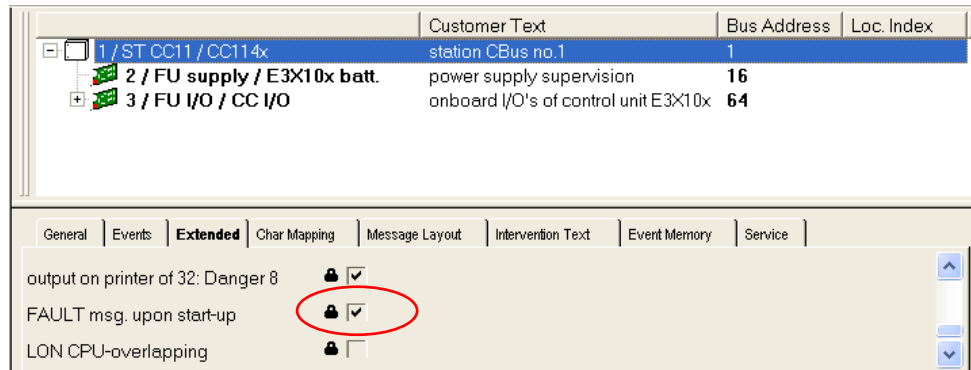 Customer Text Bus Address Loc. Index
1 / ST CC11 / CC114x station CBus no.1 1
2 / FU supply / E3X10x batt. power supply supervision 16
3 / FU I/O / CC I/O onboard I/O's of control unit E3X10x 64
General Events Extended Char Mapping Message Layout Intervention Text Event Memory Service
output on printer of 32: Danger 8
FAULT msg. upon start-up
LON CPU-overlapping